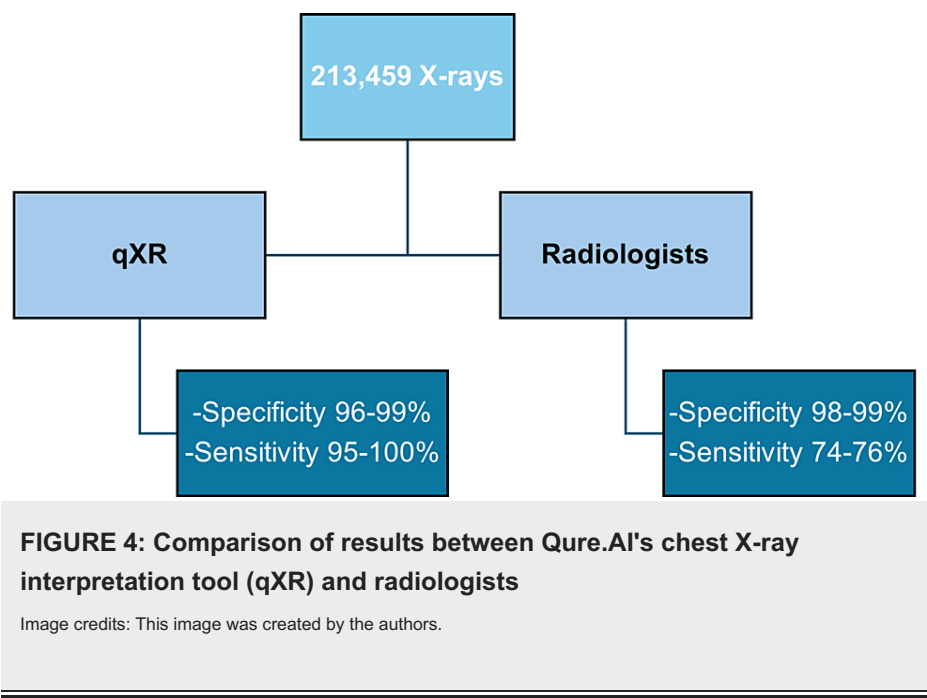 213,459 X-rays
qXR
Radiologists
-Specificity 96-99%
-Sensitivity 95-100%
-Specificity 98-99%
-Sensitivity 74-76%
FIGURE 4: Comparison of results between Qure.AI's chest X-ray
interpretation tool (qXR) and radiologists
Image credits: This image was created by the authors.